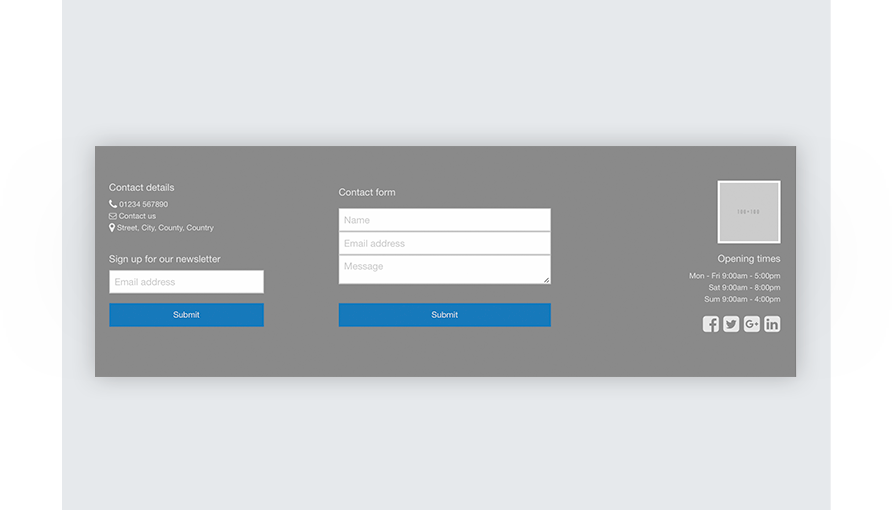 Contact details
01234 567890
Contact us
Street, City, County, Country
Sign up for our newsletter
Email address
Submit
Contact form
Name
Email address
Message
Submit
Opening times
Mon - Fri 9:00am - 5:00pm
Sat 9:00am - 8:00pm
Sum 9:00am - 4:00pm